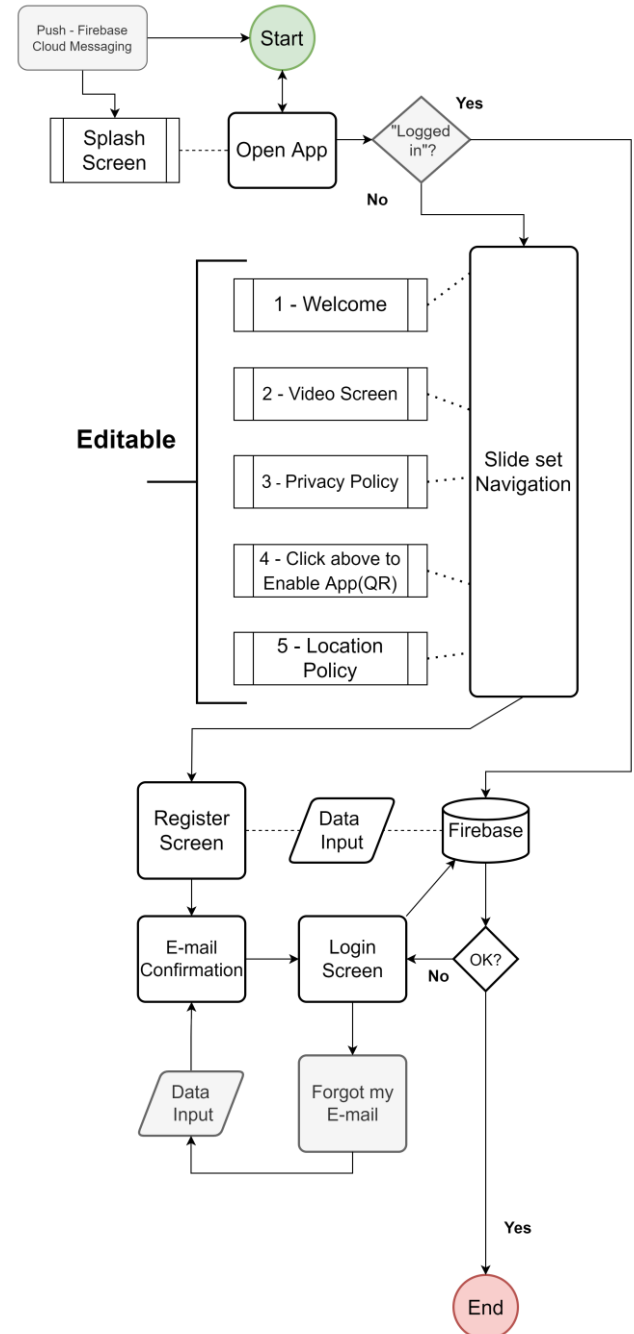 Push - Firebase
Cloud Messaging
Start
Splash
Screen
Open App
"Logged
in"?
Yes
No
1 - Welcome
2 - Video Screen
Editable
3 - Privacy Policy
Slide set
Navigation
4 - Click above to
Enable App(QR)
5 - Location
Policy
Register
Screen
Data
Input
Firebase
E-mail
Confirmation
Login
Screen
No
OK?
Data
Input
Forgot my
E-mail
Yes
End